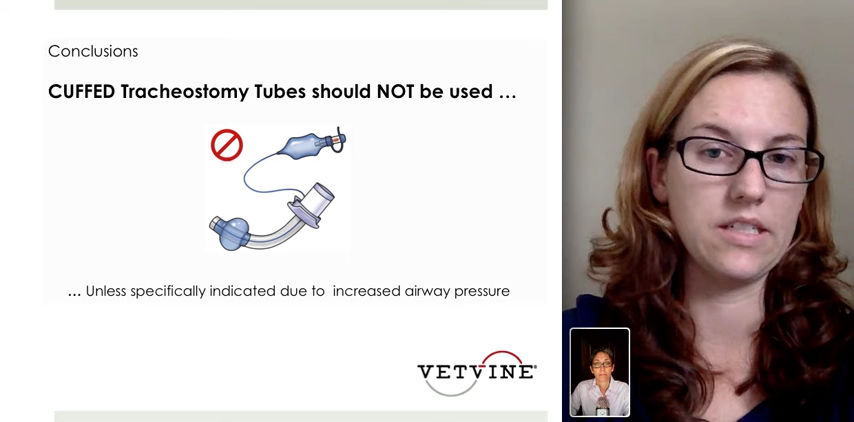 Conclusions
CUFFED Tracheostomy Tubes should NOT be used ...
... Unless specifically indicated due to  increased airway pressure
VETVINE®